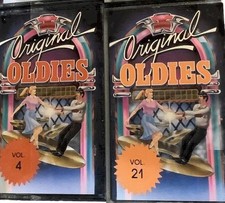 Original
OLDIES
VOL.
4
Original
OLDIES
VOL.
21